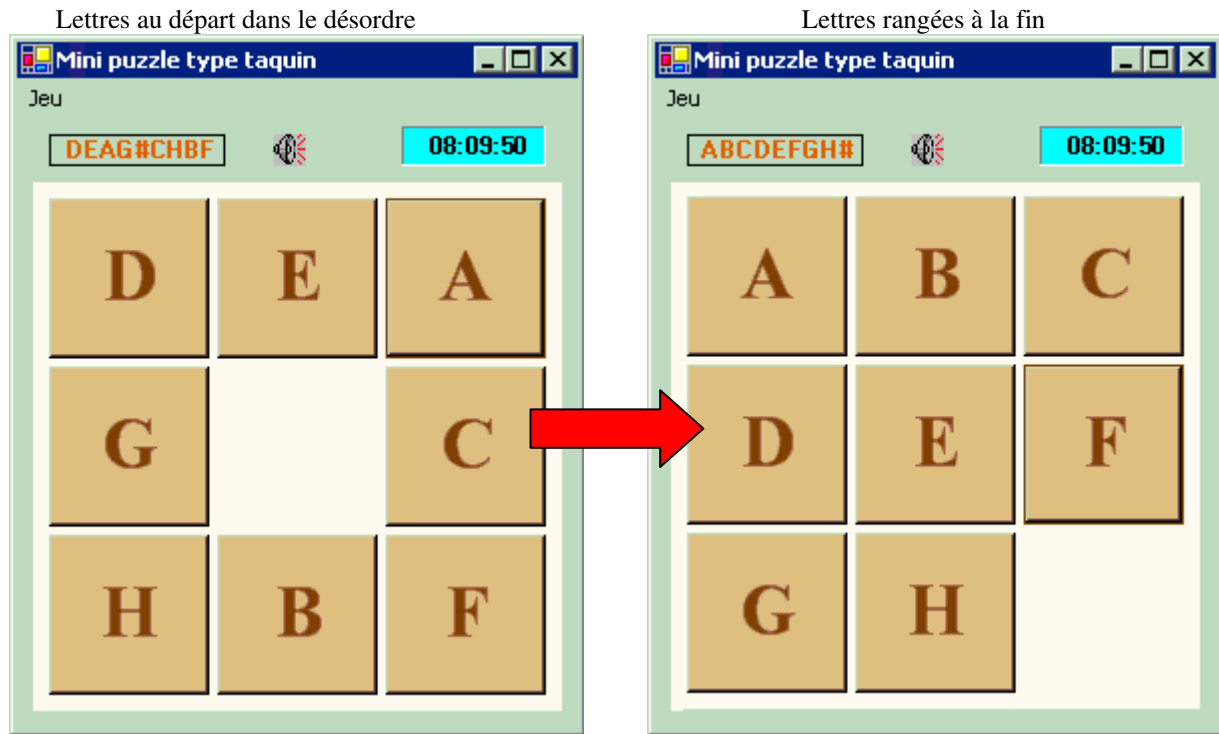 Lettres au départ dans le désordre
Mini puzzle type taquin
Jeu
DEAG#CHBF
08:09:50
D E A
G C
H B F
Lettres rangées à la fin
Mini puzzle type taquin
Jeu
ABCDEFGH#
08:09:50
A B C
D E F
G H